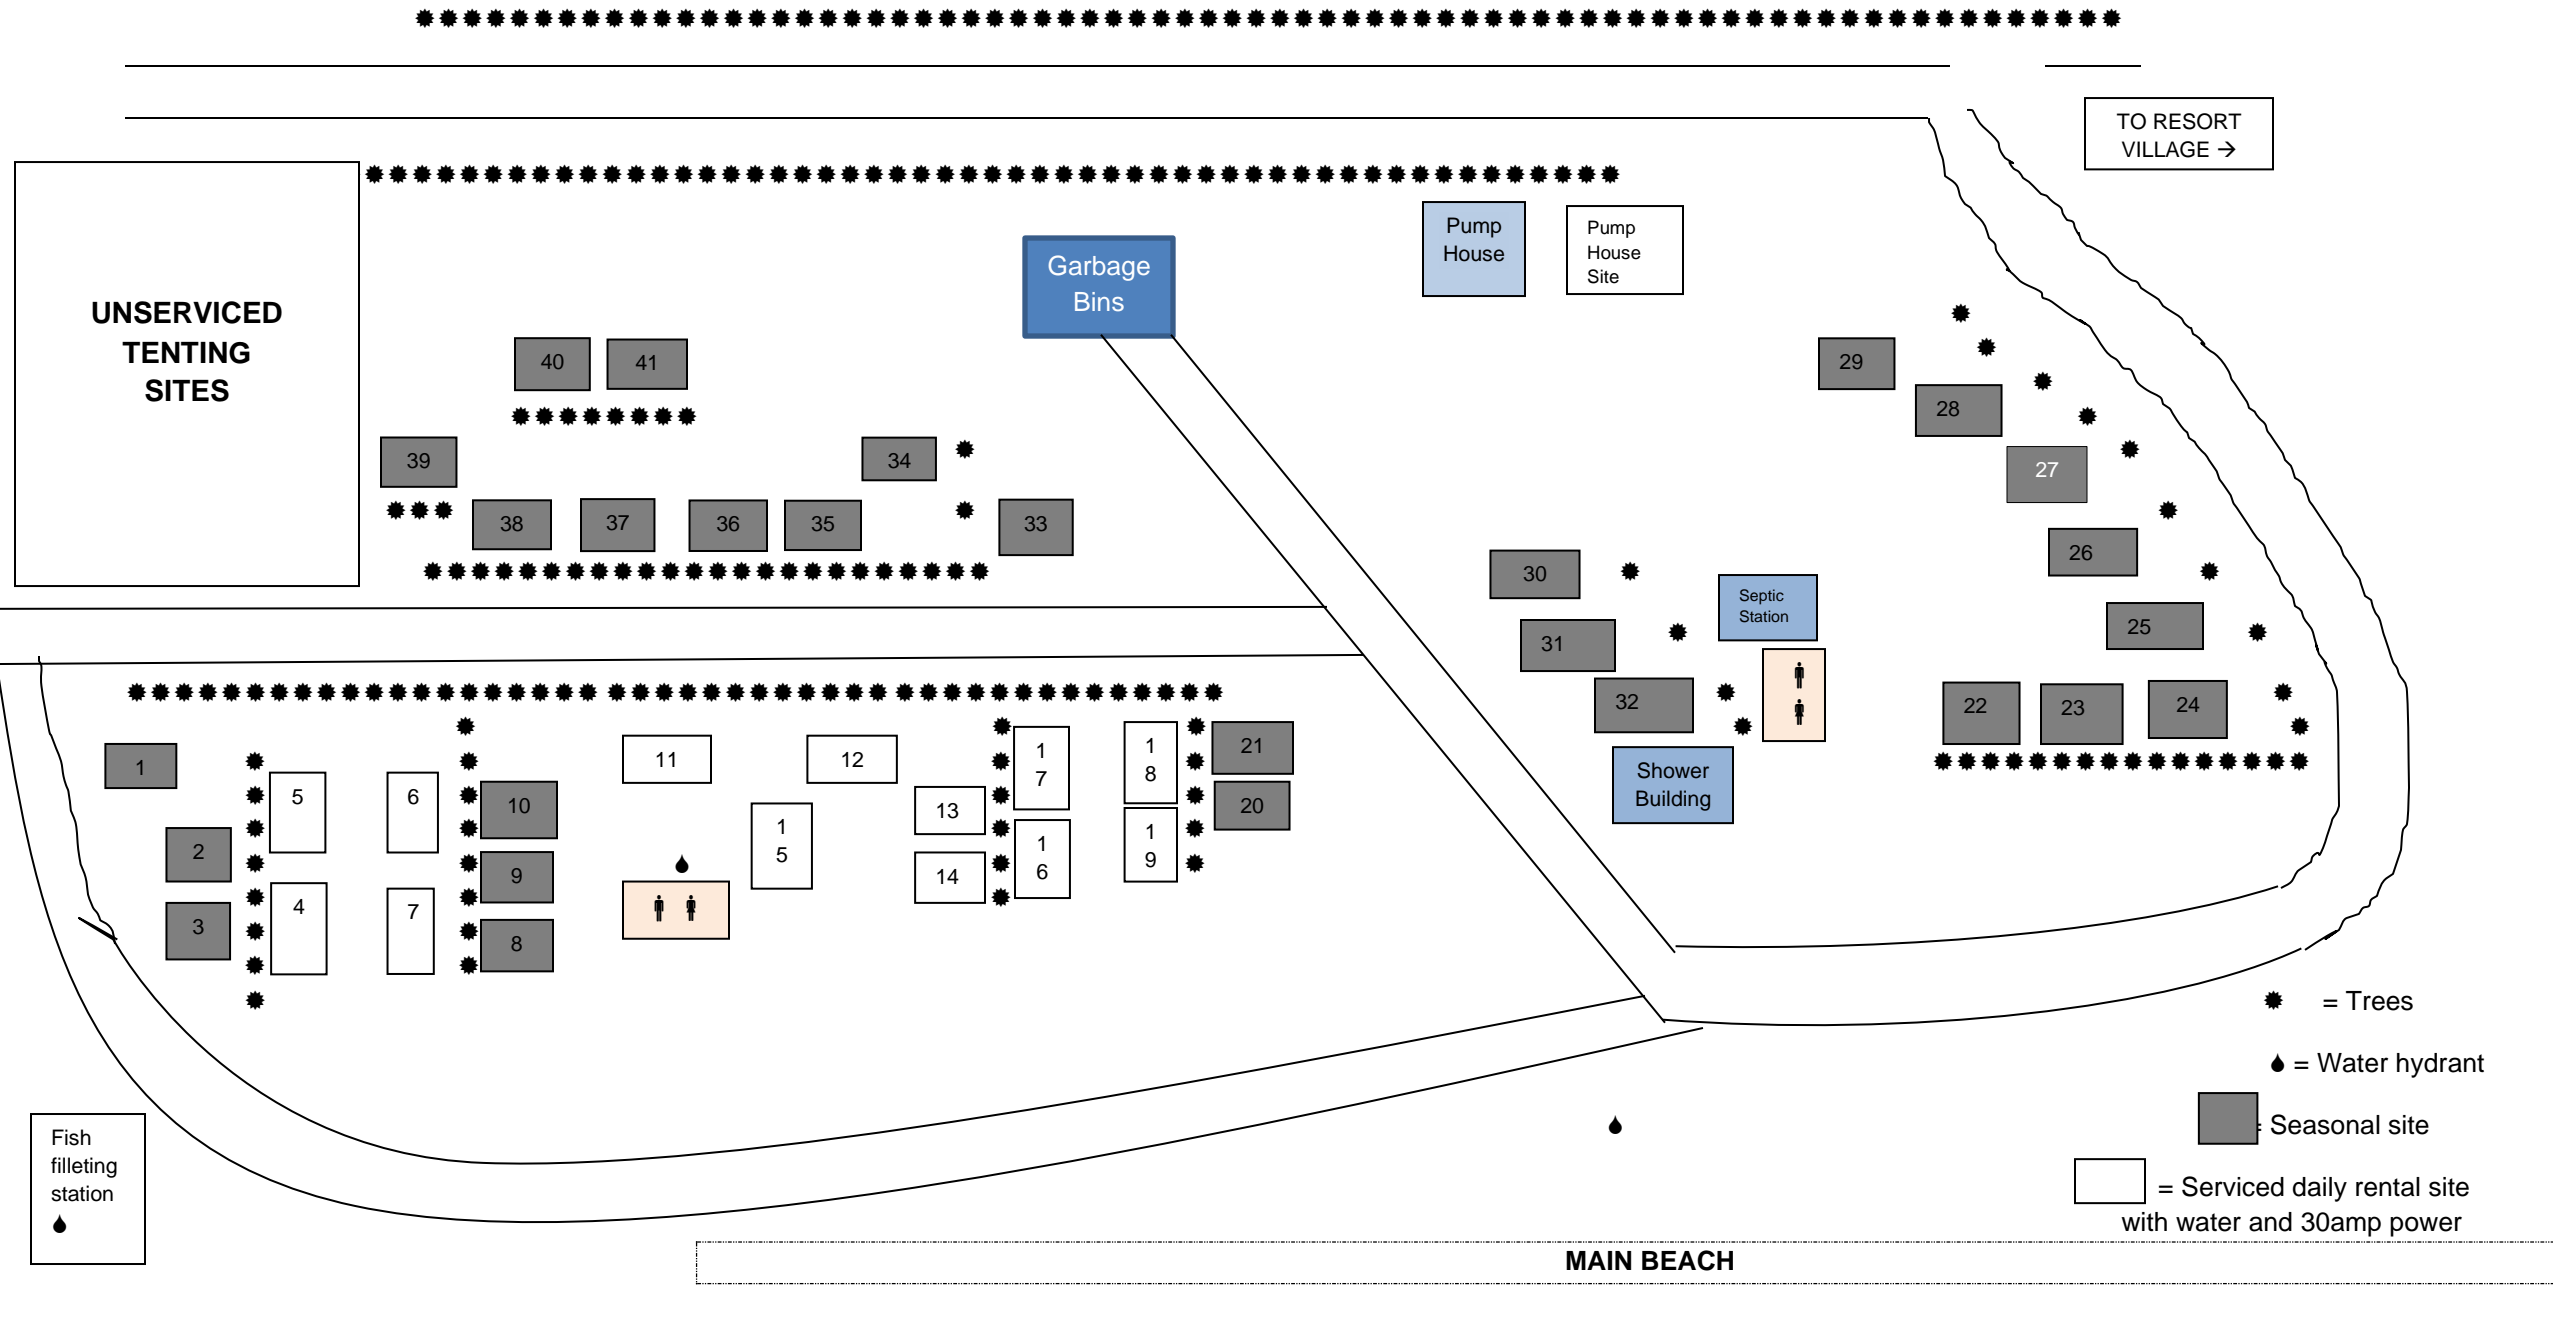 TO RESORT
VILLAGE →
Pump
House
Pump
House
Site
Garbage
Bins
UNSERVICED
TENTING
SITES
40
41
29
28
39
34
27
38
37
36
35
33
26
30
Septic
Station
31
25
32
22
23
24
1
5
6
10
11
12
1
7
1
8
21
2
13
1
5
20
Shower
Building
9
14
1
6
1
9
3
4
7
8
= Trees
= Water hydrant
= Seasonal site
= Serviced daily rental site
with water and 30amp power
Fish
filleting
station
MAIN BEACH